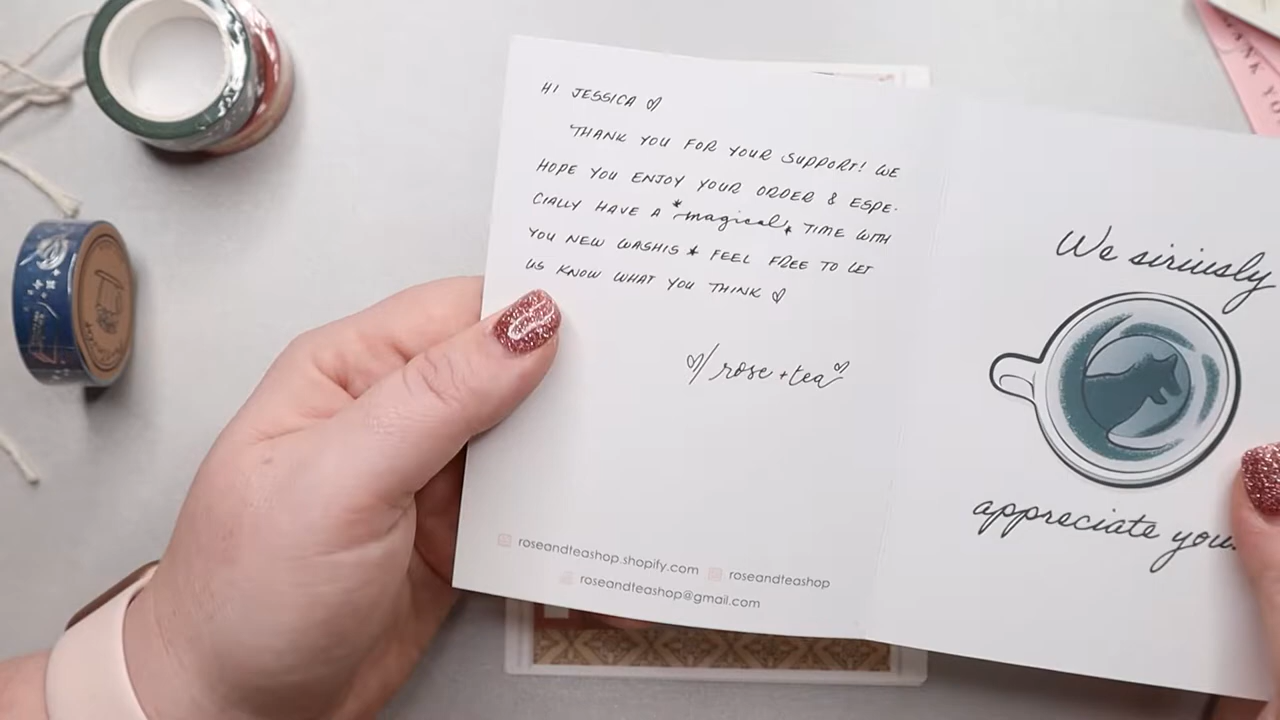 HI JESSICA ♡
THANK YOU FOR YOUR SUPPORT! WE
HOPE YOU ENJOY YOUR ORDER & ESPE-
CIALLY HAVE A *magical* TIME WITH
YOU NEW WASHIS * FEEL FREE TO LET
US KNOW WHAT YOU THINK ♡
♡/ rose + tea ♡
roseandteashop.shopify.com roseandteashop
roseandteashop@gmail.com
We siriusly
appreciate you.
ANK YO